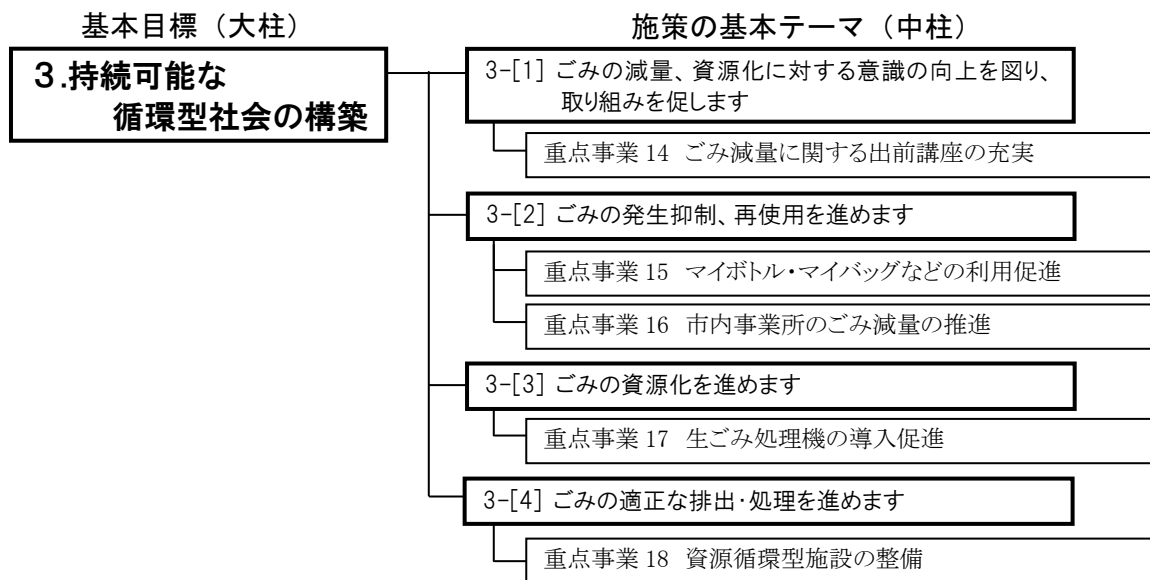 基本目標（大柱）
施策の基本テーマ（中柱）
３.持続可能な
循環型社会の構築
3-[1] ごみの減量、資源化に対する意識の向上を図り、
取り組みを促します
重点事業 14 ごみ減量に関する出前講座の充実
3-[2] ごみの発生抑制、再使用を進めます
重点事業 15 マイボトル・マイバッグなどの利用促進
重点事業 16 市内事業所のごみ減量の推進
3-[3] ごみの資源化を進めます
重点事業 17 生ごみ処理機の導入促進
3-[4] ごみの適正な排出・処理を進めます
重点事業 18 資源循環型施設の整備